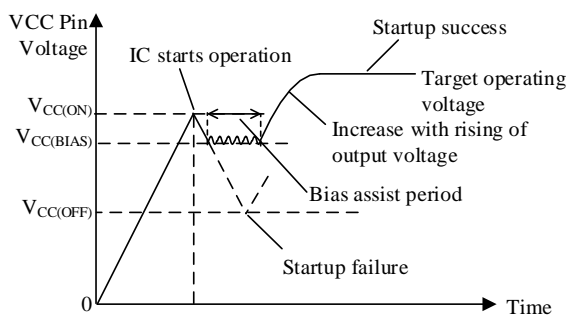 VCC Pin
Voltage
Startup success
IC starts operation
Target operating
voltage
VCC(ON)
Increase with rising of
output voltage
VCC(BIAS)
Bias assist period
VCC(OFF)
Startup failure
0
Time